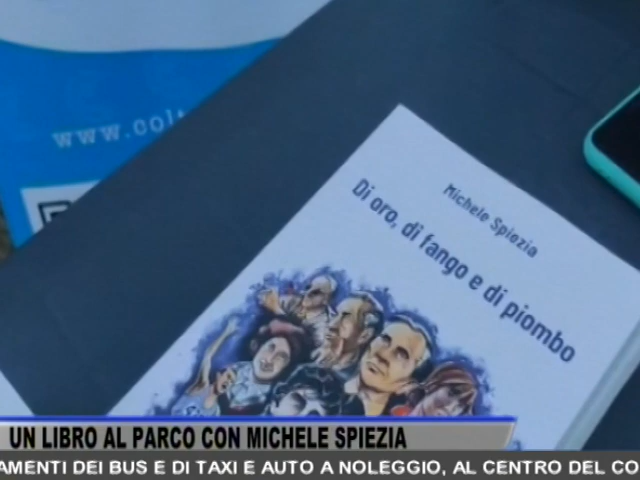 www.colt
Michele Spiezia
Di oro, di fango e di piombo
UN LIBRO AL PARCO CON MICHELE SPIEZIA
AMENTI DEI BUS E DI TAXI E AUTO A NOLEGGIO, AL CENTRO DEL CO